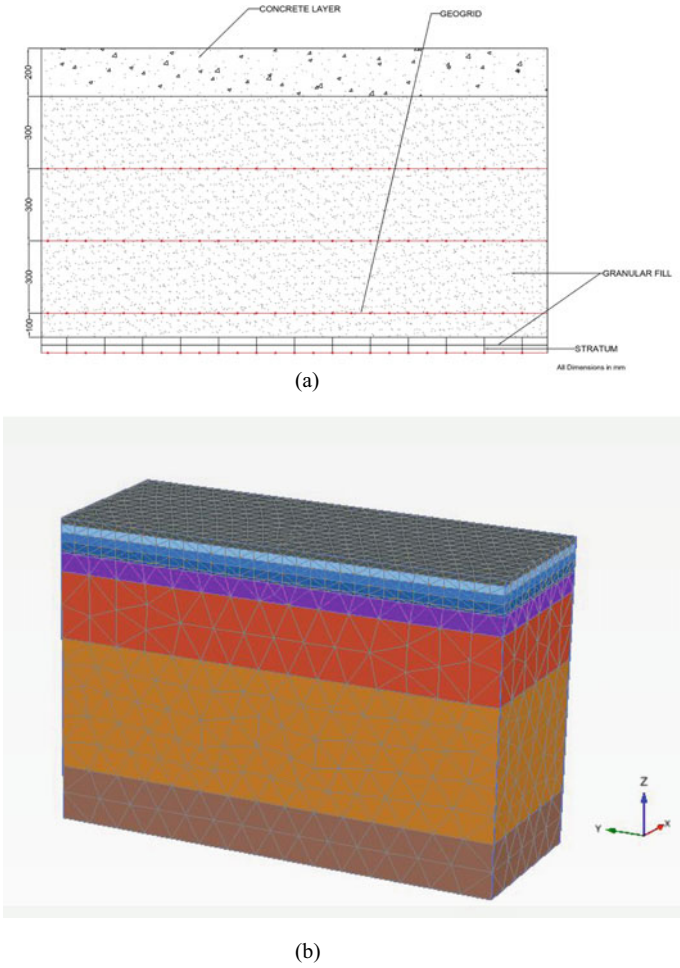 CONCRETE LAYER
GEOGRID
200
300
300
300
100
GRANULAR FILL
STRATUM
All Dimensions in mm
(a)
Z
Y
X
(b)